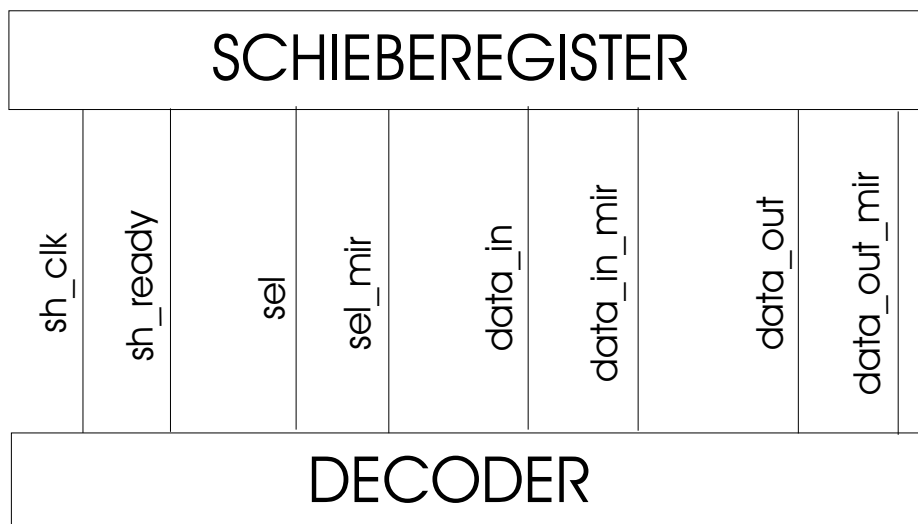 SCHIEBEREGISTER
sh_clk
sh_ready
sel
sel_mir
data_in
data_in_mir
data_out
data_out_mir
DECODER